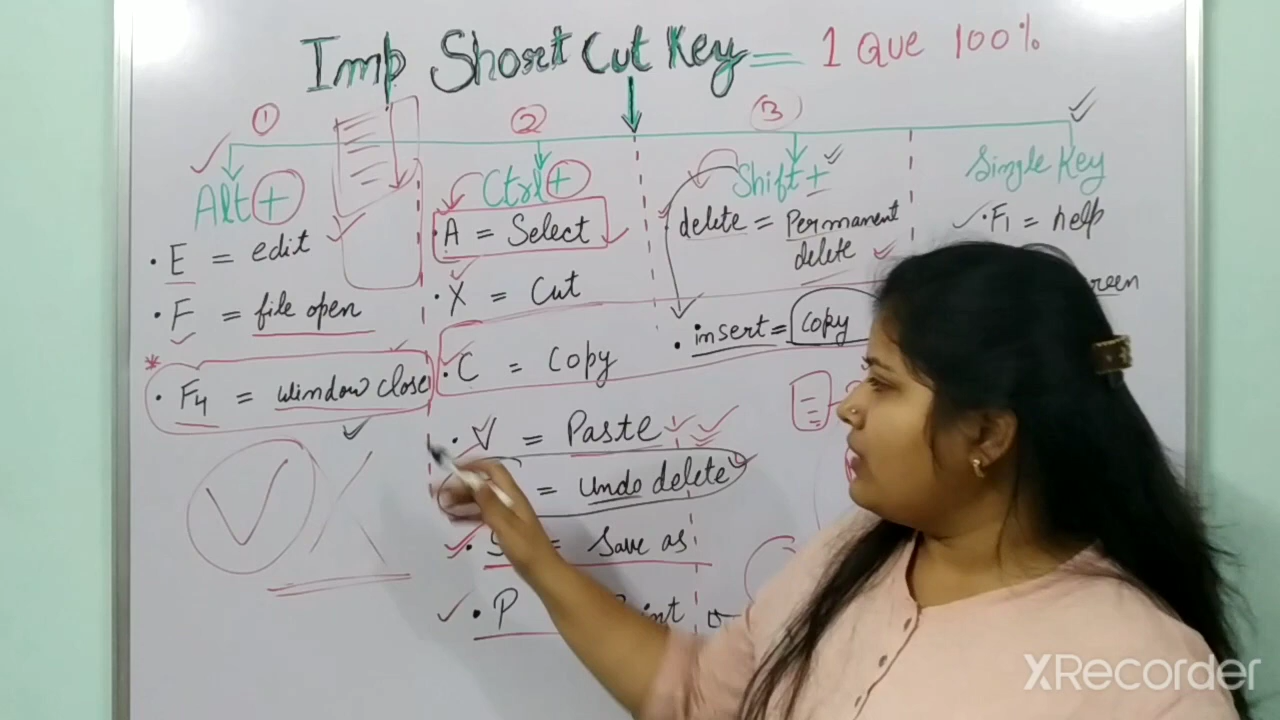 Imp Short Cut Key = 1 Que 100%
① ② ③
Alt +
• E = edit
• F = file open
* • F4 = window close
Ctrl +
• A = Select
• X = Cut
• C = Copy
• V = Paste
= undo delete
• S = Save as
• P
Shift +
delete = Permanent
delete
• insert = Copy
Single Key
• F1 = help
XRecorder